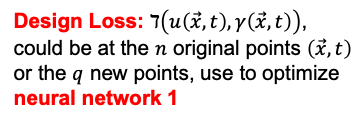 Design Loss: ℸ(u(x⃗, t), γ(x⃗, t)),
could be at the n original points (x⃗, t)
or the q new points, use to optimize
neural network 1